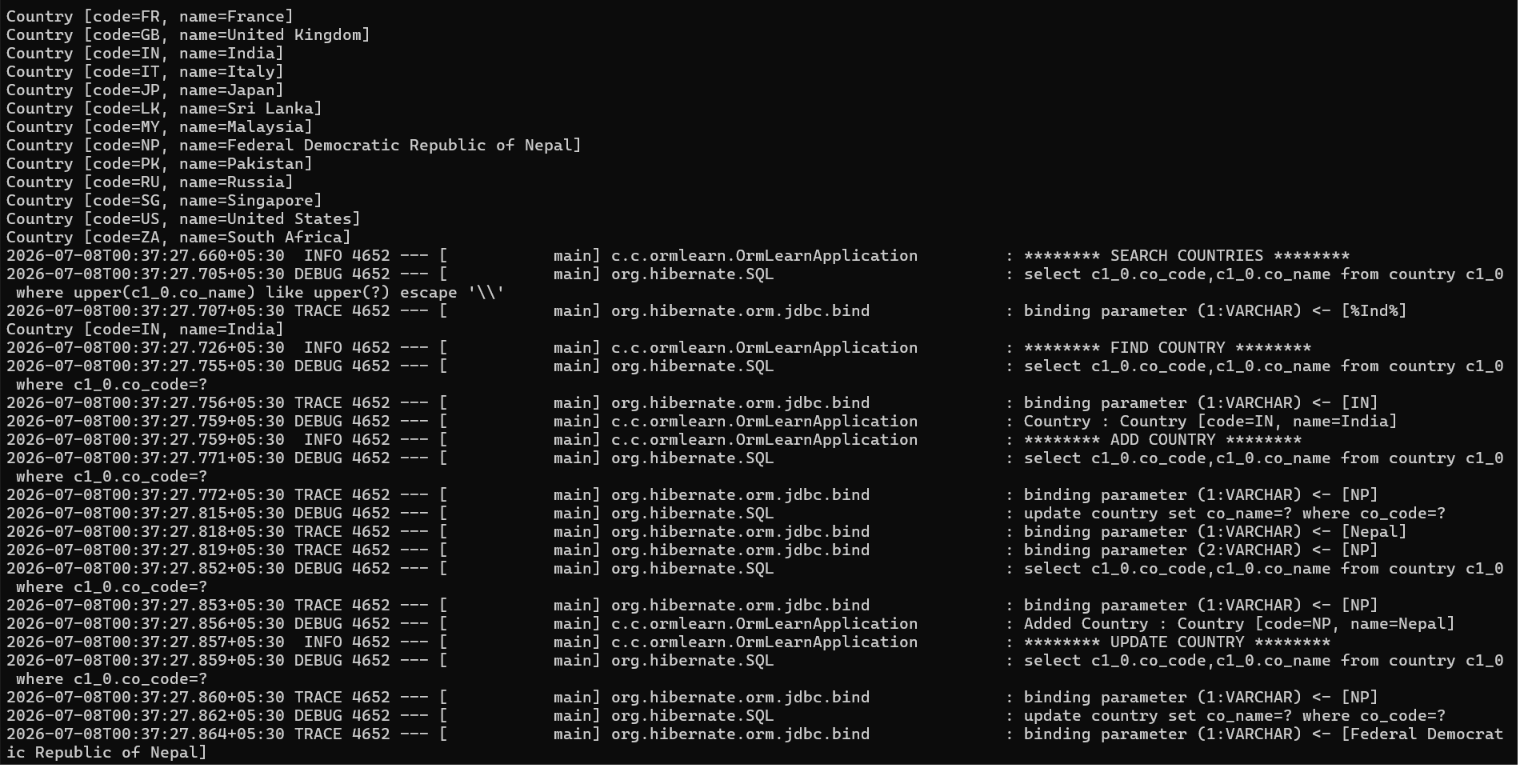 Country [code=FR, name=France]
Country [code=GB, name=United Kingdom]
Country [code=IN, name=India]
Country [code=IT, name=Italy]
Country [code=JP, name=Japan]
Country [code=LK, name=Sri Lanka]
Country [code=MY, name=Malaysia]
Country [code=NP, name=Federal Democratic Republic of Nepal]
Country [code=PK, name=Pakistan]
Country [code=RU, name=Russia]
Country [code=SG, name=Singapore]
Country [code=US, name=United States]
Country [code=ZA, name=South Africa]
2026-07-08T00:37:27.660+05:30  INFO 4652 --- [           main] c.c.ormlearn.OrmLearnApplication         : ******** SEARCH COUNTRIES ********
2026-07-08T00:37:27.705+05:30 DEBUG 4652 --- [           main] org.hibernate.SQL                        : select c1_0.co_code,c1_0.co_name from country c1_0
 where upper(c1_0.co_name) like upper(?) escape '\\'
2026-07-08T00:37:27.707+05:30 TRACE 4652 --- [           main] org.hibernate.orm.jdbc.bind              : binding parameter (1:VARCHAR) <- [%Ind%]
Country [code=IN, name=India]
2026-07-08T00:37:27.726+05:30  INFO 4652 --- [           main] c.c.ormlearn.OrmLearnApplication         : ******** FIND COUNTRY ********
2026-07-08T00:37:27.755+05:30 DEBUG 4652 --- [           main] org.hibernate.SQL                        : select c1_0.co_code,c1_0.co_name from country c1_0
 where c1_0.co_code=?
2026-07-08T00:37:27.756+05:30 TRACE 4652 --- [           main] org.hibernate.orm.jdbc.bind              : binding parameter (1:VARCHAR) <- [IN]
2026-07-08T00:37:27.759+05:30 DEBUG 4652 --- [           main] c.c.ormlearn.OrmLearnApplication         : Country : Country [code=IN, name=India]
2026-07-08T00:37:27.759+05:30  INFO 4652 --- [           main] c.c.ormlearn.OrmLearnApplication         : ******** ADD COUNTRY ********
2026-07-08T00:37:27.771+05:30 DEBUG 4652 --- [           main] org.hibernate.SQL                        : select c1_0.co_code,c1_0.co_name from country c1_0
 where c1_0.co_code=?
2026-07-08T00:37:27.772+05:30 TRACE 4652 --- [           main] org.hibernate.orm.jdbc.bind              : binding parameter (1:VARCHAR) <- [NP]
2026-07-08T00:37:27.815+05:30 DEBUG 4652 --- [           main] org.hibernate.SQL                        : update country set co_name=? where co_code=?
2026-07-08T00:37:27.818+05:30 TRACE 4652 --- [           main] org.hibernate.orm.jdbc.bind              : binding parameter (1:VARCHAR) <- [Nepal]
2026-07-08T00:37:27.819+05:30 TRACE 4652 --- [           main] org.hibernate.orm.jdbc.bind              : binding parameter (2:VARCHAR) <- [NP]
2026-07-08T00:37:27.852+05:30 DEBUG 4652 --- [           main] org.hibernate.SQL                        : select c1_0.co_code,c1_0.co_name from country c1_0
 where c1_0.co_code=?
2026-07-08T00:37:27.853+05:30 TRACE 4652 --- [           main] org.hibernate.orm.jdbc.bind              : binding parameter (1:VARCHAR) <- [NP]
2026-07-08T00:37:27.856+05:30 DEBUG 4652 --- [           main] c.c.ormlearn.OrmLearnApplication         : Added Country : Country [code=NP, name=Nepal]
2026-07-08T00:37:27.857+05:30  INFO 4652 --- [           main] c.c.ormlearn.OrmLearnApplication         : ******** UPDATE COUNTRY ********
2026-07-08T00:37:27.859+05:30 DEBUG 4652 --- [           main] org.hibernate.SQL                        : select c1_0.co_code,c1_0.co_name from country c1_0
 where c1_0.co_code=?
2026-07-08T00:37:27.860+05:30 TRACE 4652 --- [           main] org.hibernate.orm.jdbc.bind              : binding parameter (1:VARCHAR) <- [NP]
2026-07-08T00:37:27.862+05:30 DEBUG 4652 --- [           main] org.hibernate.SQL                        : update country set co_name=? where co_code=?
2026-07-08T00:37:27.864+05:30 TRACE 4652 --- [           main] org.hibernate.orm.jdbc.bind              : binding parameter (1:VARCHAR) <- [Federal Democrat
ic Republic of Nepal]